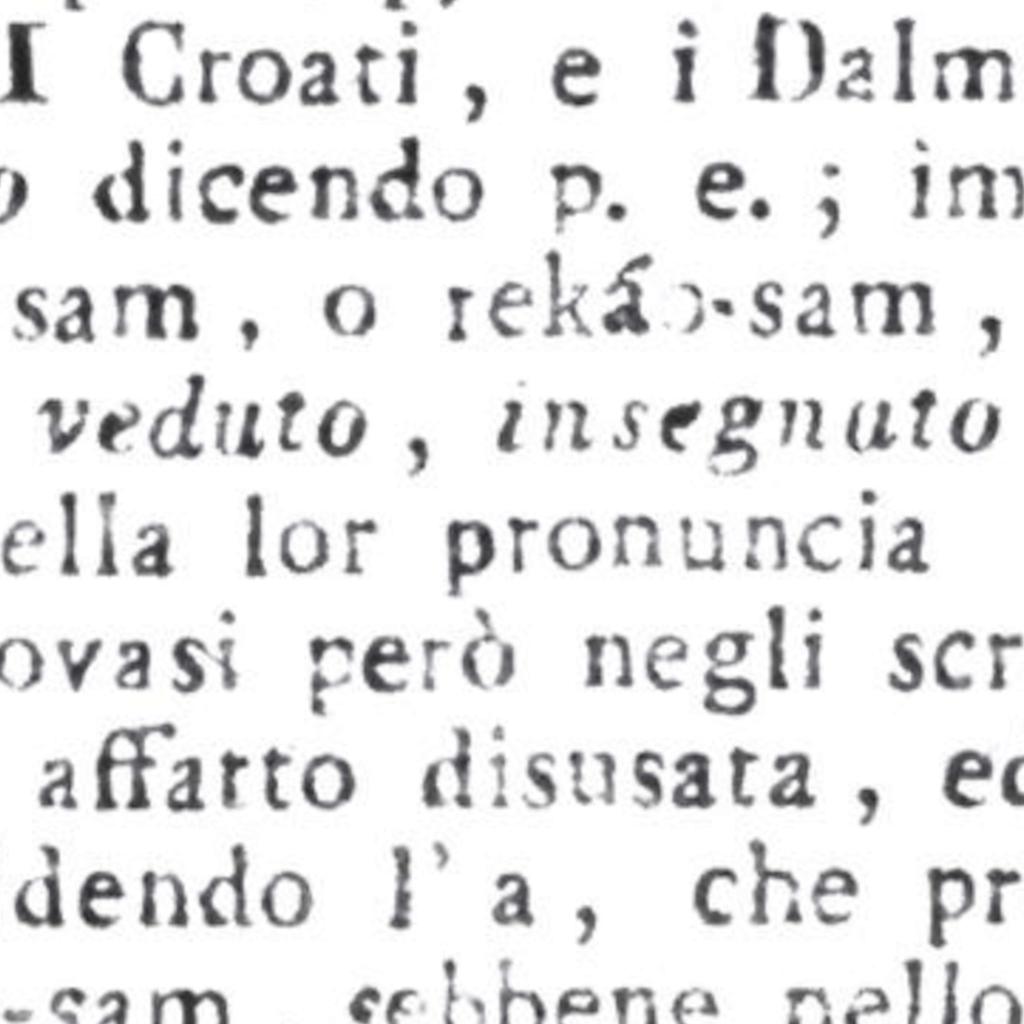 I Croati, e i Dalm
o dicendo p. e.; im
sam, o rekáo-sam,
veduto, insegnato
ella lor pronuncia
ovasi però negli scr
affatto disusata, ed
dendo l'a, che pr
-sam, sebbene nello